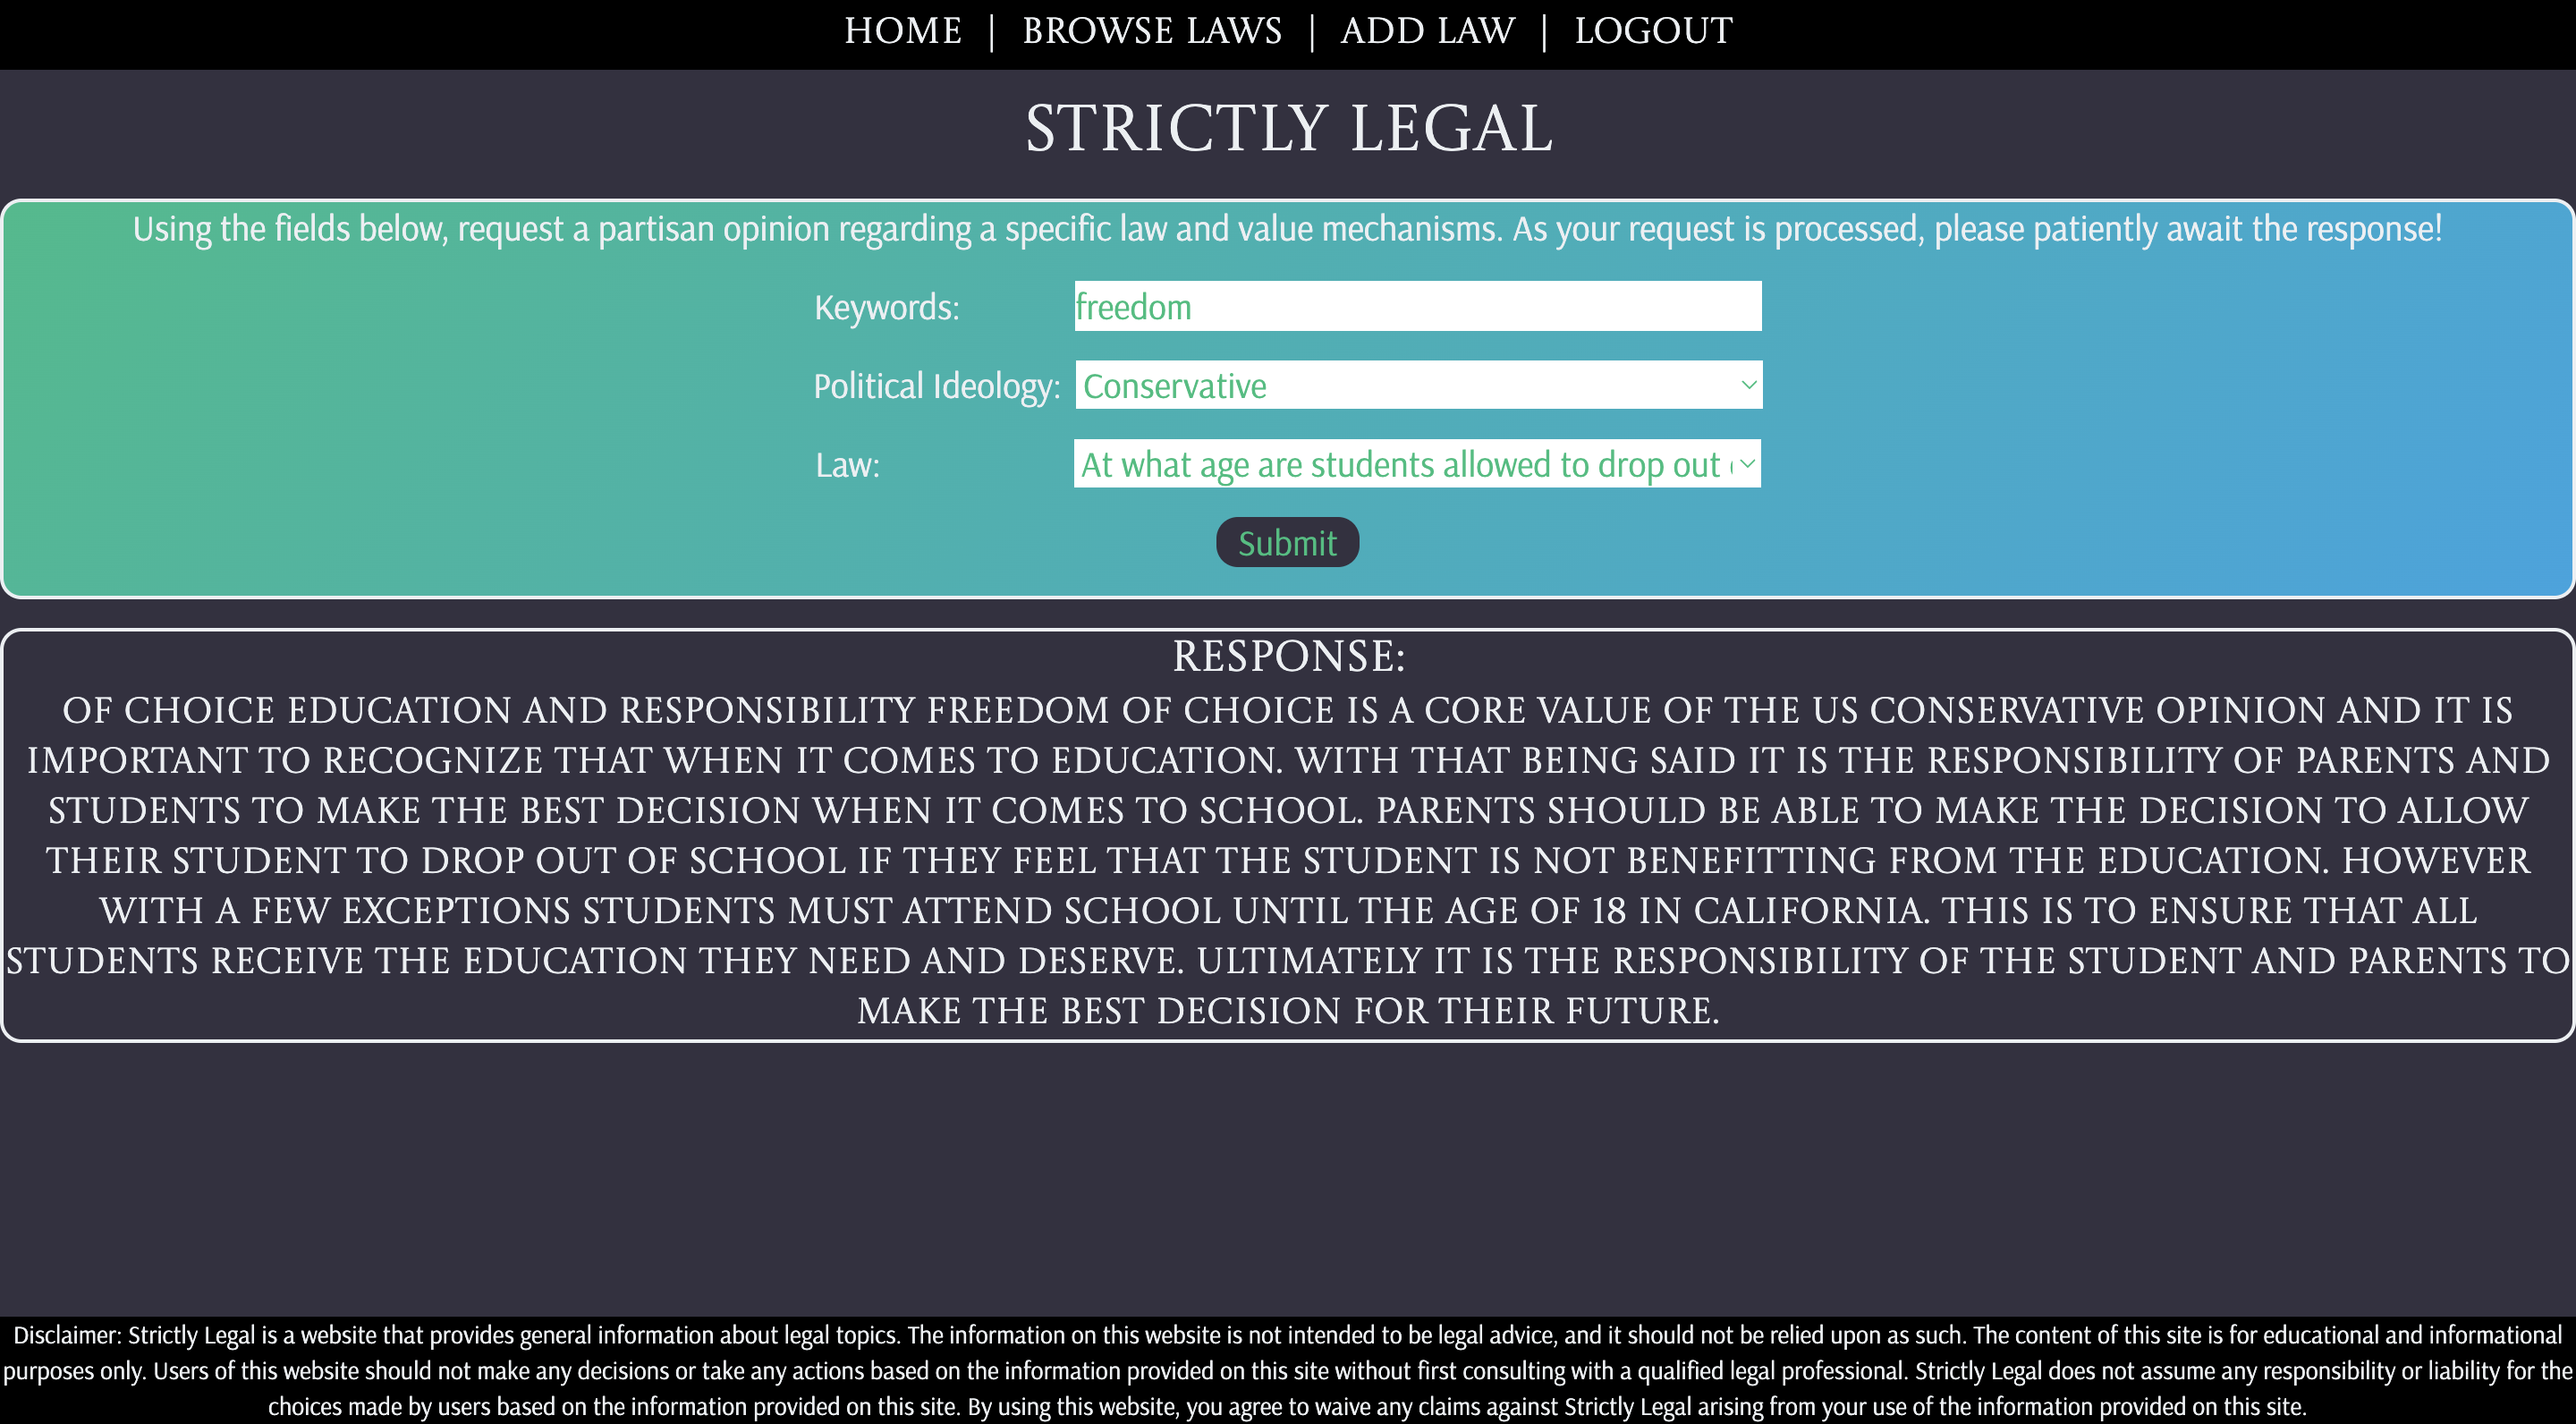 HOME | BROWSE LAWS | ADD LAW | LOGOUT
STRICTLY LEGAL
Using the fields below, request a partisan opinion regarding a specific law and value mechanisms. As your request is processed, please patiently await the response!
Keywords: freedom
Political Ideology: Conservative
Law: At what age are students allowed to drop out
Submit
RESPONSE:
OF CHOICE EDUCATION AND RESPONSIBILITY FREEDOM OF CHOICE IS A CORE VALUE OF THE US CONSERVATIVE OPINION AND IT IS
IMPORTANT TO RECOGNIZE THAT WHEN IT COMES TO EDUCATION. WITH THAT BEING SAID IT IS THE RESPONSIBILITY OF PARENTS AND
STUDENTS TO MAKE THE BEST DECISION WHEN IT COMES TO SCHOOL. PARENTS SHOULD BE ABLE TO MAKE THE DECISION TO ALLOW
THEIR STUDENT TO DROP OUT OF SCHOOL IF THEY FEEL THAT THE STUDENT IS NOT BENEFITTING FROM THE EDUCATION. HOWEVER
WITH A FEW EXCEPTIONS STUDENTS MUST ATTEND SCHOOL UNTIL THE AGE OF 18 IN CALIFORNIA. THIS IS TO ENSURE THAT ALL
STUDENTS RECEIVE THE EDUCATION THEY NEED AND DESERVE. ULTIMATELY IT IS THE RESPONSIBILITY OF THE STUDENT AND PARENTS TO
MAKE THE BEST DECISION FOR THEIR FUTURE.
Disclaimer: Strictly Legal is a website that provides general information about legal topics. The information on this website is not intended to be legal advice, and it should not be relied upon as such. The content of this site is for educational and informational
purposes only. Users of this website should not make any decisions or take any actions based on the information provided on this site without first consulting with a qualified legal professional. Strictly Legal does not assume any responsibility or liability for the
choices made by users based on the information provided on this site. By using this website, you agree to waive any claims against Strictly Legal arising from your use of the information provided on this site.